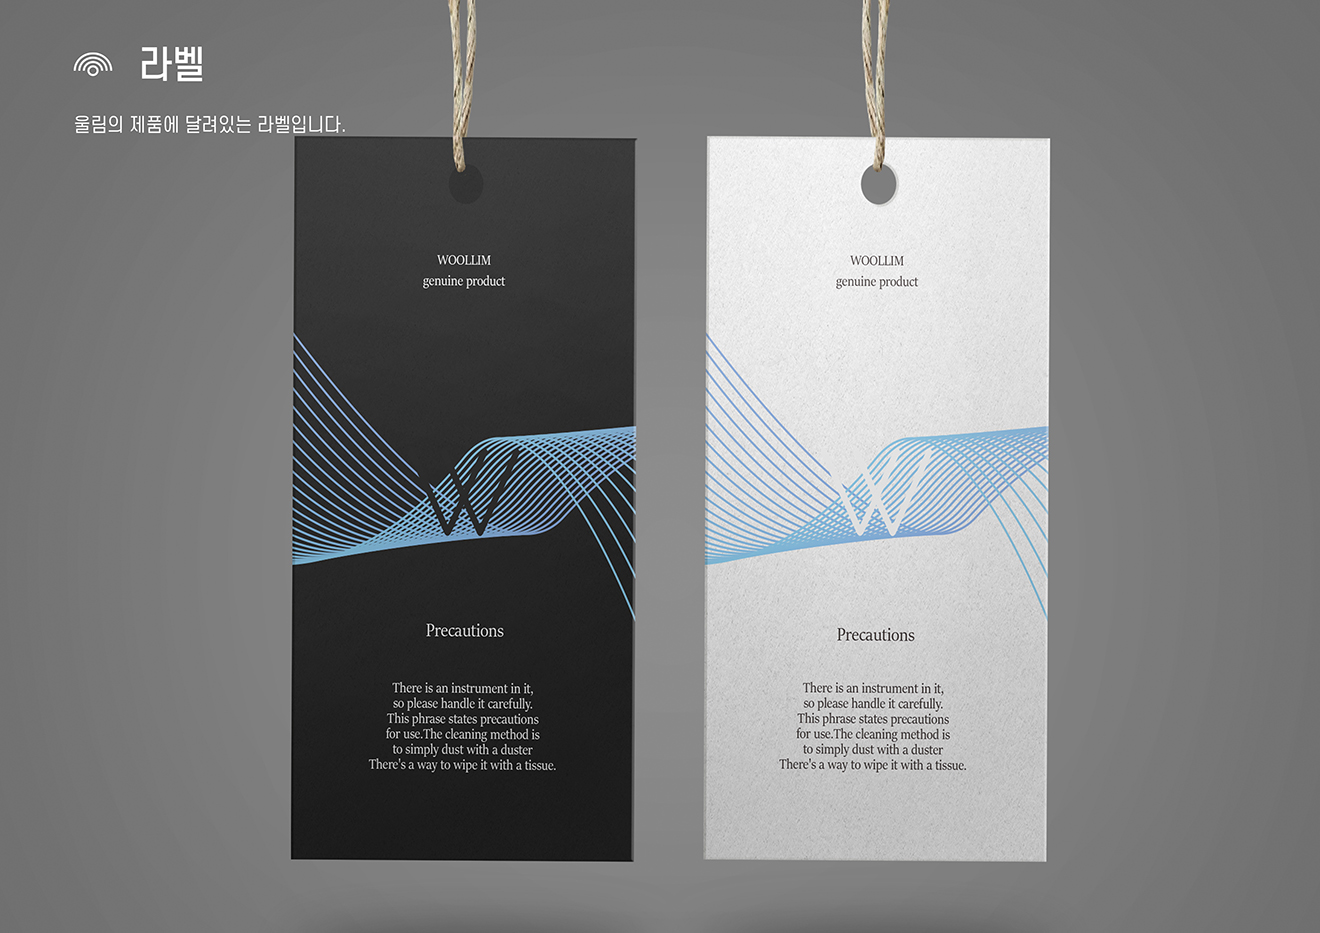 라벨
울림의 제품에 달려있는 라벨입니다.
WOOLLIM
genuine product
W
Precautions
There is an instrument in it,
so please handle it carefully.
This phrase states precautions
for use.The cleaning method is
to simply dust with a duster
There's a way to wipe it with a tissue.
WOOLLIM
genuine product
W
Precautions
There is an instrument in it,
so please handle it carefully.
This phrase states precautions
for use.The cleaning method is
to simply dust with a duster
There's a way to wipe it with a tissue.